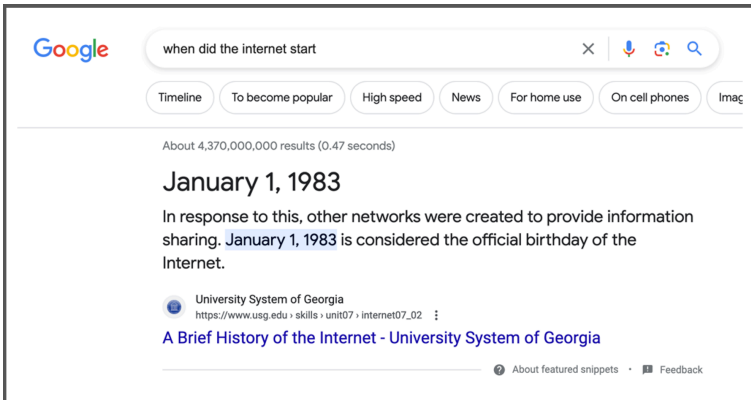 Google
when did the internet start
Timeline
To become popular
High speed
News
For home use
On cell phones
Imag
About 4,370,000,000 results (0.47 seconds)
January 1, 1983
In response to this, other networks were created to provide information
sharing. January 1, 1983 is considered the official birthday of the
Internet.
University System of Georgia
https://www.usg.edu › skills › unit07 › internet07_02
A Brief History of the Internet - University System of Georgia
About featured snippets • Feedback